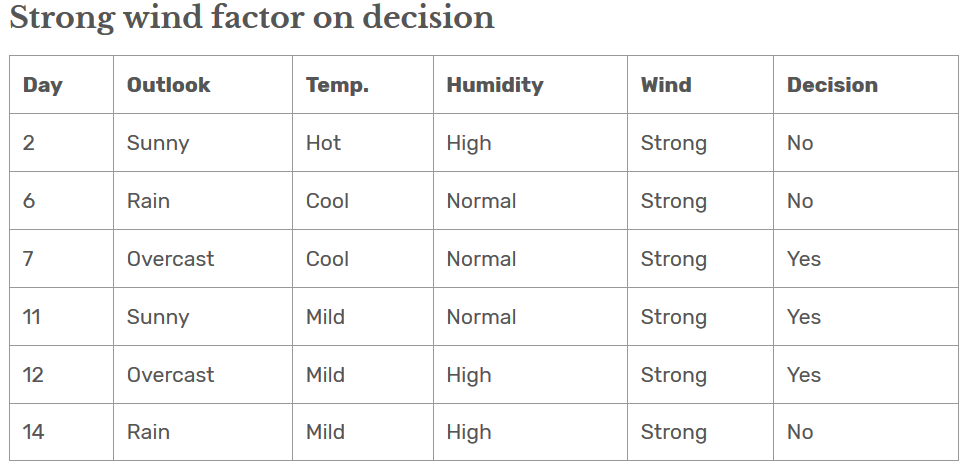 Strong wind factor on decision
Day Outlook Temp. Humidity Wind Decision
2 Sunny Hot High Strong No
6 Rain Cool Normal Strong No
7 Overcast Cool Normal Strong Yes
11 Sunny Mild Normal Strong Yes
12 Overcast Mild High Strong Yes
14 Rain Mild High Strong No